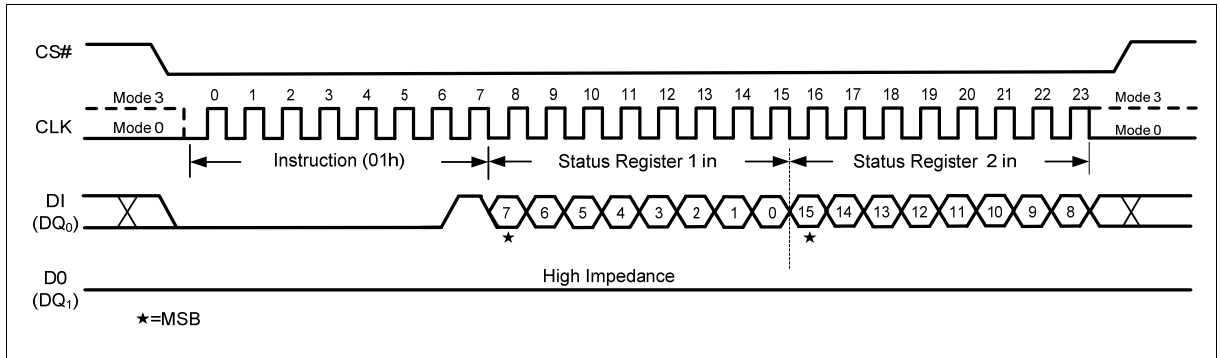 CS#
Mode 3 0 1 2 3 4 5 6 7 8 9 10 11 12 13 14 15 16 17 18 19 20 21 22 23 Mode 3
CLK
Mode 0 Mode 0
Instruction (01h) Status Register 1 in Status Register 2 in
DI
(DQ0) 7 6 5 4 3 2 1 0 15 14 13 12 11 10 9 8
★ ★
D0
(DQ1)
High Impedance
★=MSB